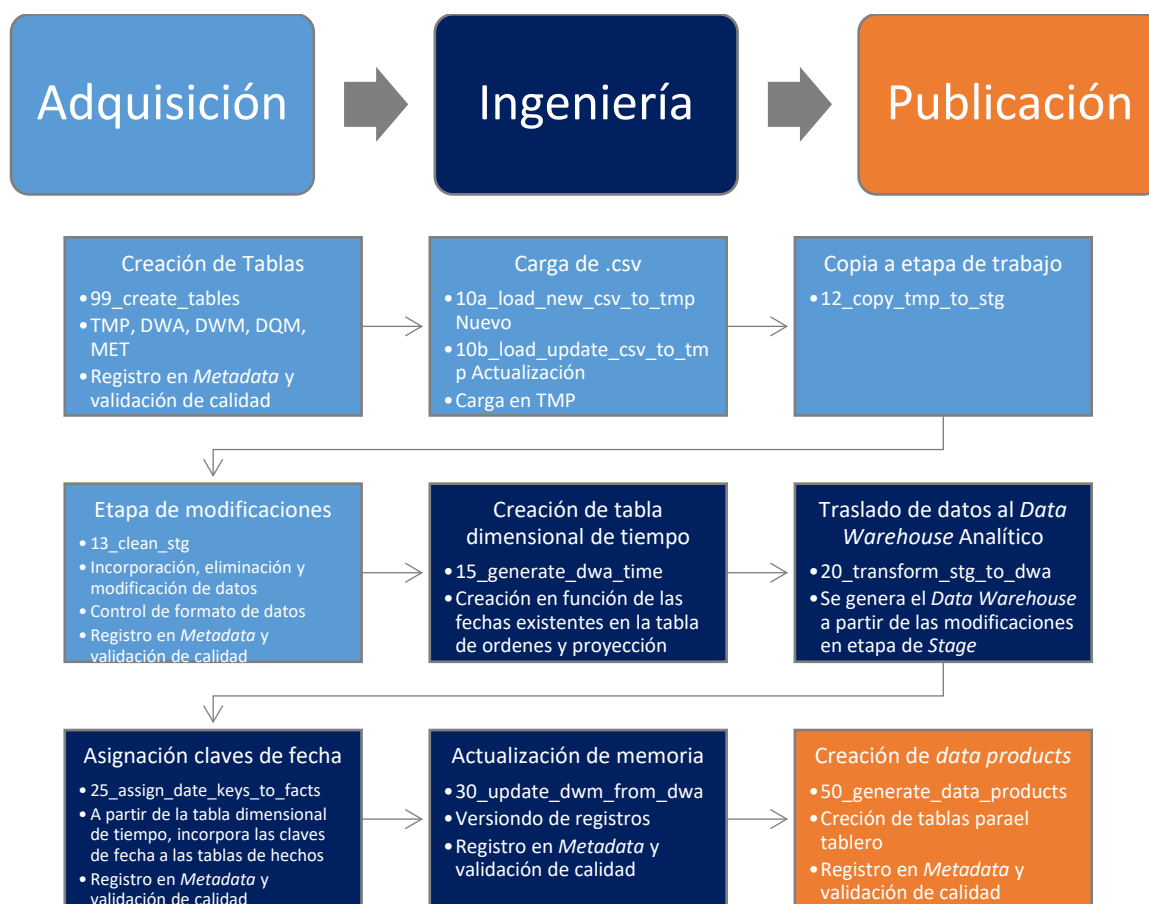 Adquisición
Ingeniería
Publicación
Creación de Tablas
•99_create_tables
•TMP, DWA, DWM, DQM,
MET
•Registro en Metadata y
validación de calidad
Carga de .csv
•10a_load_new_csv_to_tmp
Nuevo
•10b_load_update_csv_to_tm
p Actualización
•Carga en TMP
Copia a etapa de trabajo
•12_copy_tmp_to_stg
Etapa de modificaciones
•13_clean_stg
•Incorporación, eliminación y
modificación de datos
•Control de formato de datos
•Registro en Metadata y
validación de calidad
Creación de tabla
dimensional de tiempo
•15_generate_dwa_time
•Creación en función de las
fechas existentes en la tabla
de ordenes y proyección
Traslado de datos al Data
Warehouse Analítico
•20_transform_stg_to_dwa
•Se genera el Data Warehouse
a partir de las modificaciones
en etapa de Stage
Asignación claves de fecha
•25_assign_date_keys_to_facts
•A partir de la tabla dimensional
de tiempo, incorpora las claves
de fecha a las tablas de hechos
•Registro en Metadata y
validación de calidad
Actualización de memoria
•30_update_dwm_from_dwa
•Versiondo de registros
•Registro en Metadata y
validación de calidad
Creación de data products
•50_generate_data_products
•Creción de tablas parael
tablero
•Registro en Metadata y
validación de calidad